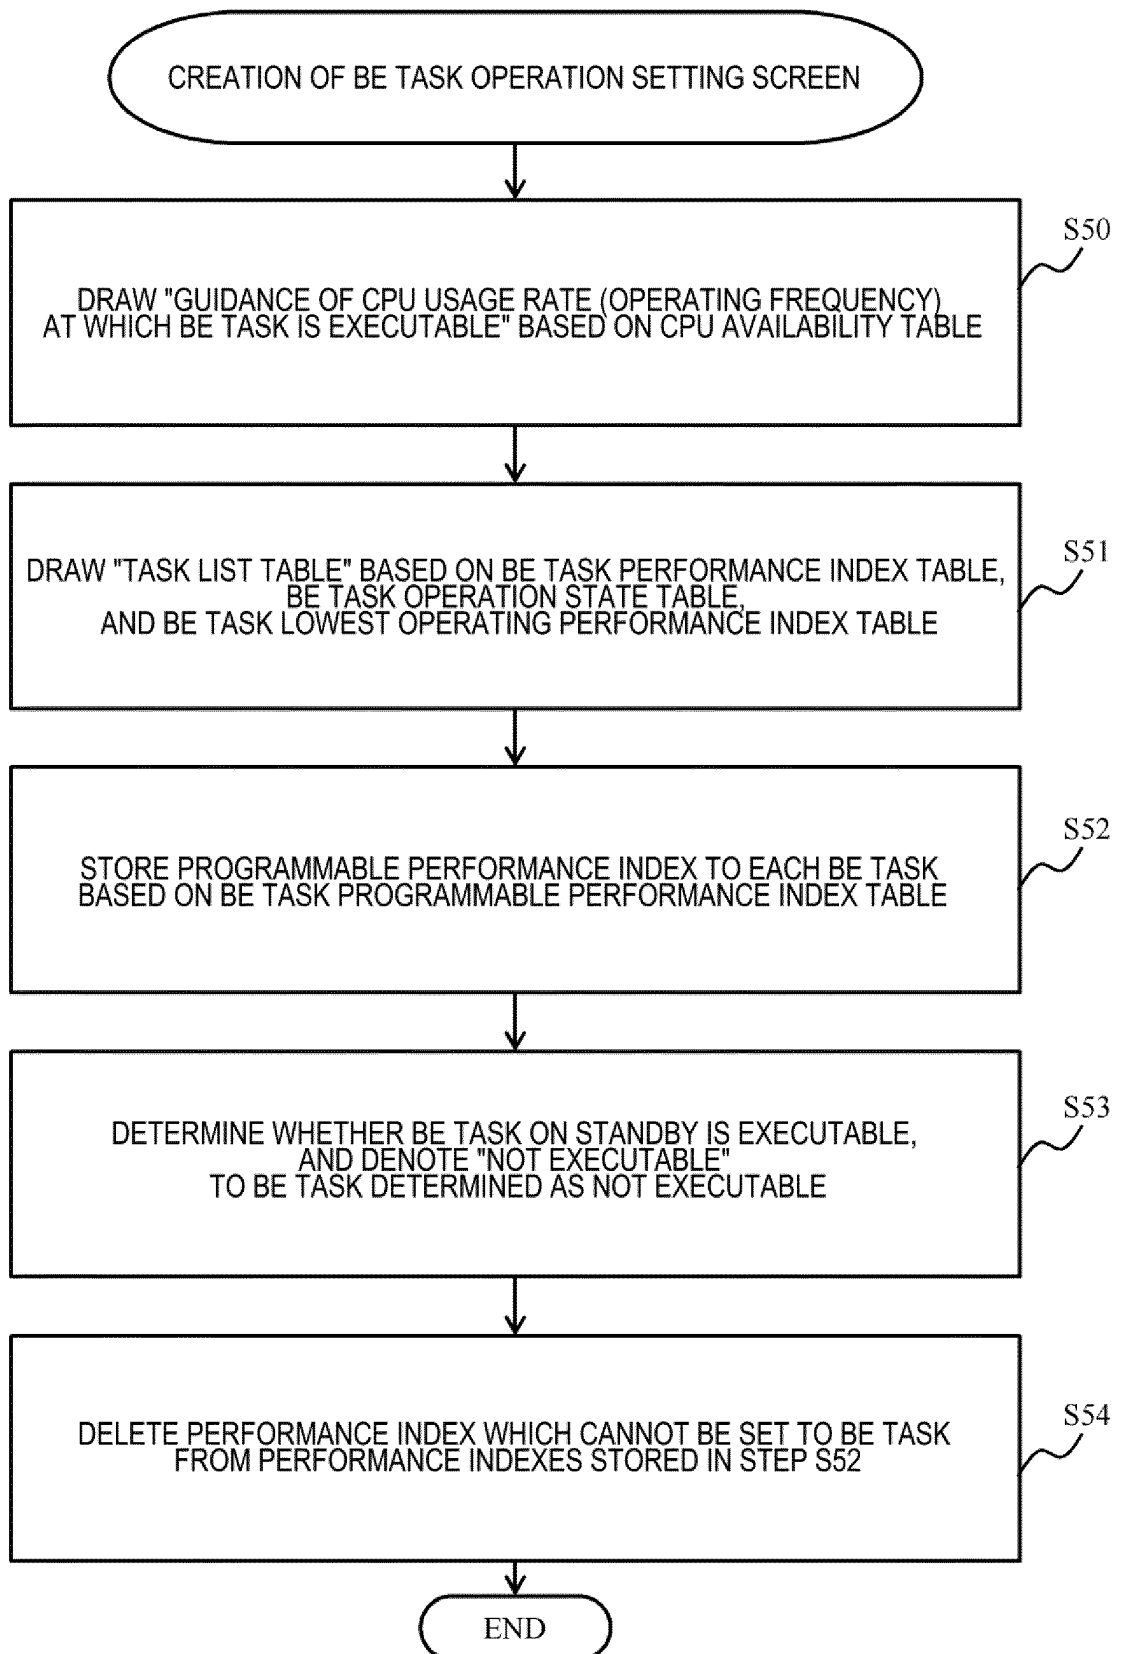 CREATION OF BE TASK OPERATION SETTING SCREEN
S50
DRAW "GUIDANCE OF CPU USAGE RATE (OPERATING FREQUENCY)
AT WHICH BE TASK IS EXECUTABLE" BASED ON CPU AVAILABILITY TABLE
S51
DRAW "TASK LIST TABLE" BASED ON BE TASK PERFORMANCE INDEX TABLE,
BE TASK OPERATION STATE TABLE,
AND BE TASK LOWEST OPERATING PERFORMANCE INDEX TABLE
S52
STORE PROGRAMMABLE PERFORMANCE INDEX TO EACH BE TASK
BASED ON BE TASK PROGRAMMABLE PERFORMANCE INDEX TABLE
S53
DETERMINE WHETHER BE TASK ON STANDBY IS EXECUTABLE,
AND DENOTE "NOT EXECUTABLE"
TO BE TASK DETERMINED AS NOT EXECUTABLE
S54
DELETE PERFORMANCE INDEX WHICH CANNOT BE SET TO BE TASK
FROM PERFORMANCE INDEXES STORED IN STEP S52
END